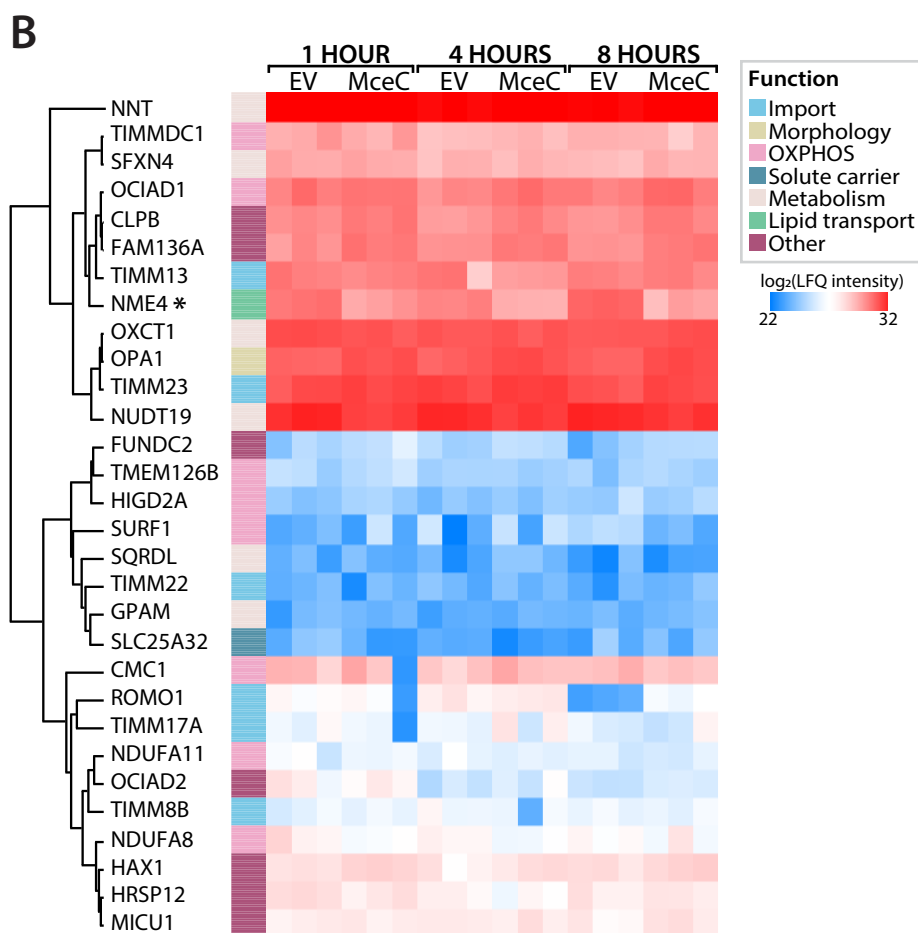 B
1 HOUR 4 HOURS 8 HOURS
EV MceC EV MceC EV MceC
NNT
TIMMDC1
SFXN4
OCIAD1
CLPB
FAM136A
TIMM13
NME4 *
OXCT1
OPA1
TIMM23
NUDT19
FUNDC2
TMEM126B
HIGD2A
SURF1
SQRDL
TIMM22
GPAM
SLC25A32
CMC1
ROMO1
TIMM17A
NDUFA11
OCIAD2
TIMM8B
NDUFA8
HAX1
HRSP12
MICU1
Function
Import
Morphology
OXPHOS
Solute carrier
Metabolism
Lipid transport
Other
log₂(LFQ intensity)
22 32